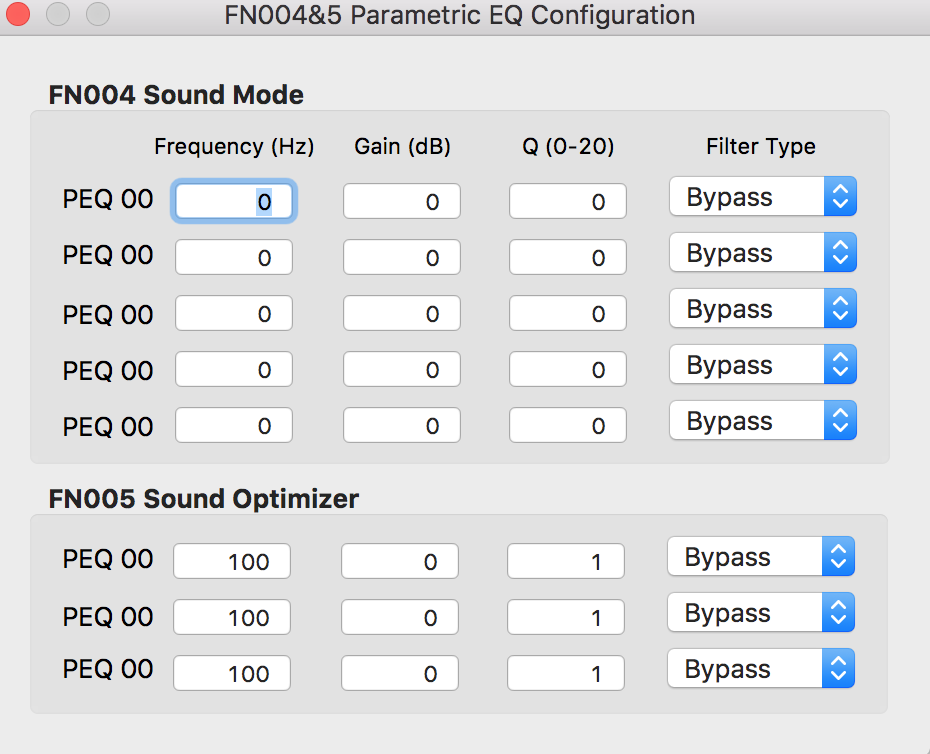 FN004&5 Parametric EQ Configuration
FN004 Sound Mode
Frequency (Hz) Gain (dB) Q (0-20) Filter Type
PEQ 00 0 0 0 Bypass
PEQ 00 0 0 0 Bypass
PEQ 00 0 0 0 Bypass
PEQ 00 0 0 0 Bypass
PEQ 00 0 0 0 Bypass
FN005 Sound Optimizer
PEQ 00 100 0 1 Bypass
PEQ 00 100 0 1 Bypass
PEQ 00 100 0 1 Bypass